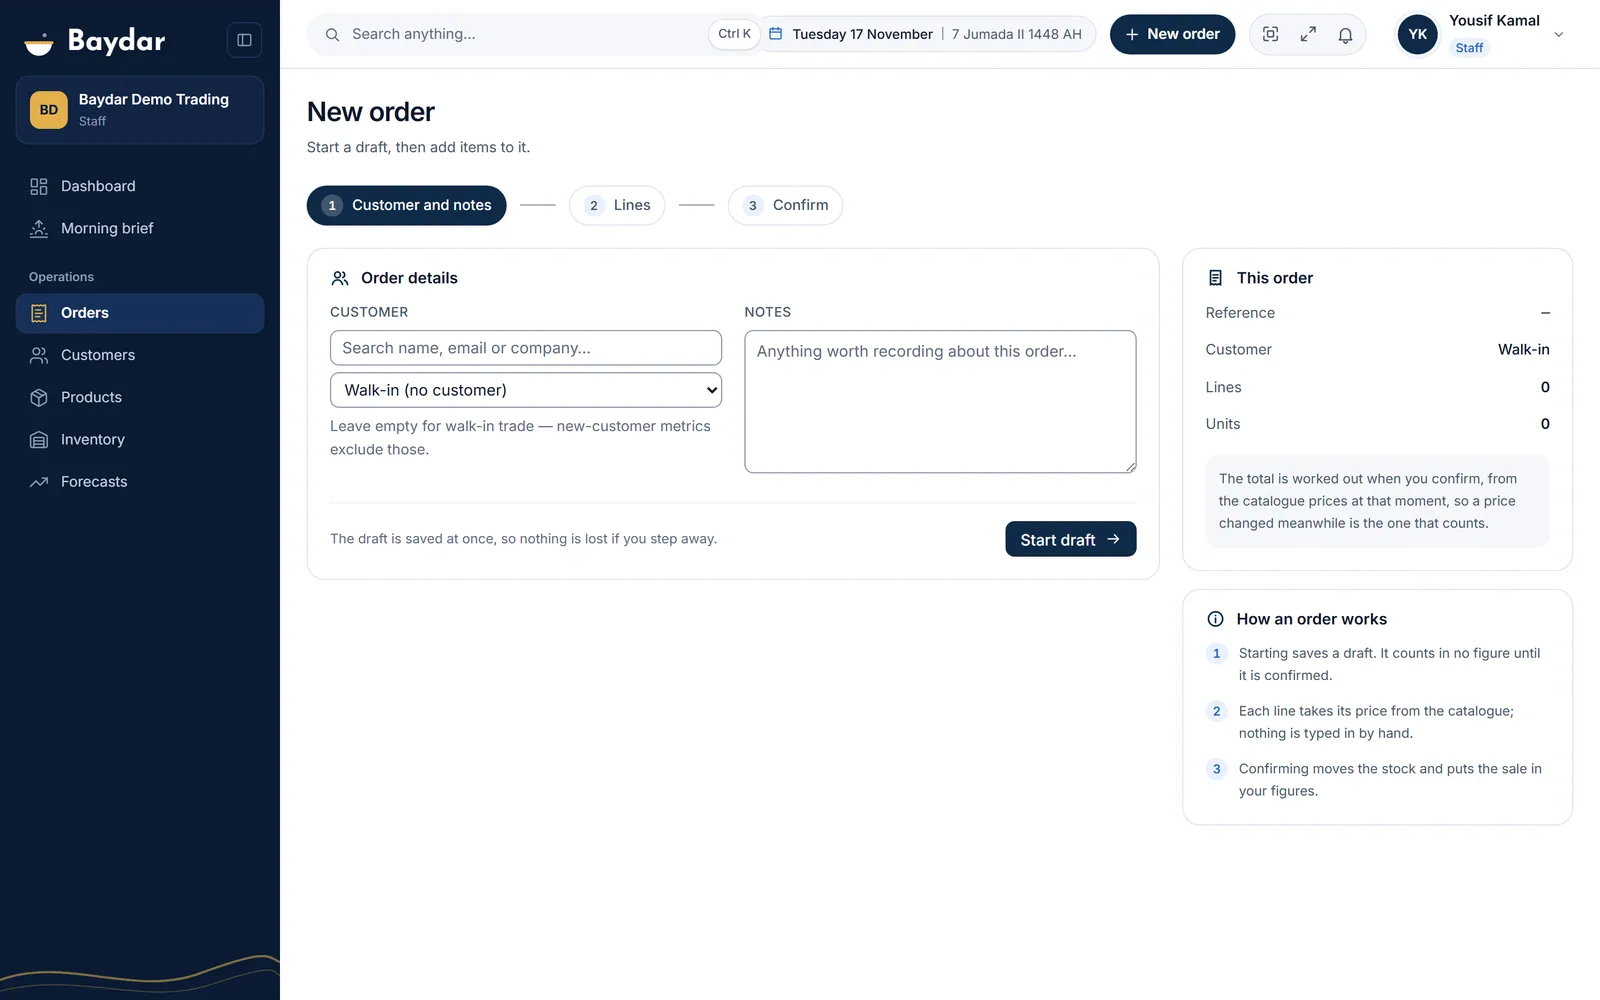 Baydar
BD
Baydar Demo Trading
Staff
Dashboard
Morning brief
Operations
Orders
Customers
Products
Inventory
Forecasts
Search anything...
Ctrl K
Tuesday 17 November
7 Jumada II 1448 AH
+ New order
YK
Yousif Kamal
Staff
New order
Start a draft, then add items to it.
1 Customer and notes
2 Lines
3 Confirm
Order details
CUSTOMER
Search name, email or company...
Walk-in (no customer)
Leave empty for walk-in trade — new-customer metrics
exclude those.
NOTES
Anything worth recording about this order...
The draft is saved at once, so nothing is lost if you step away.
Start draft →
This order
Reference –
Customer Walk-in
Lines 0
Units 0
The total is worked out when you confirm, from
the catalogue prices at that moment, so a price
changed meanwhile is the one that counts.
How an order works
1 Starting saves a draft. It counts in no figure until
it is confirmed.
2 Each line takes its price from the catalogue;
nothing is typed in by hand.
3 Confirming moves the stock and puts the sale in
your figures.